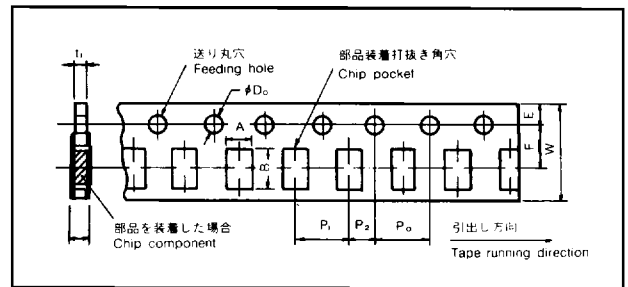 t₁
送り丸穴
Feeding hole
φD₀
部品装着打抜き角穴
Chip pocket
A
B
E
F
W
部品を装着した場合
Chip component
P₁
P₂
P₀
引出し方向
Tape running direction